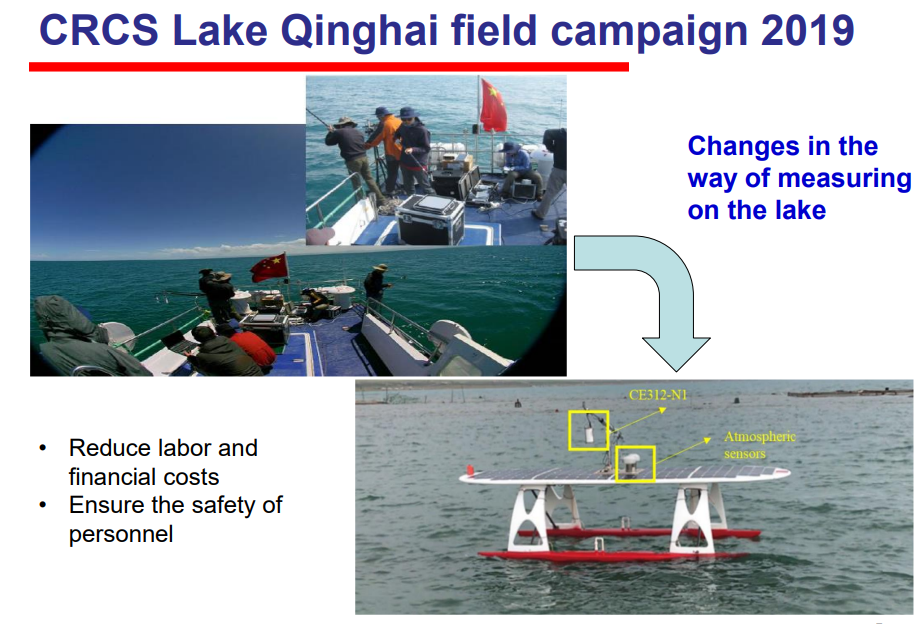 CRCS Lake Qinghai field campaign 2019
Changes in the
way of measuring
on the lake
CE312-N1
Atmospheric
sensors
• Reduce labor and
financial costs
• Ensure the safety of
personnel